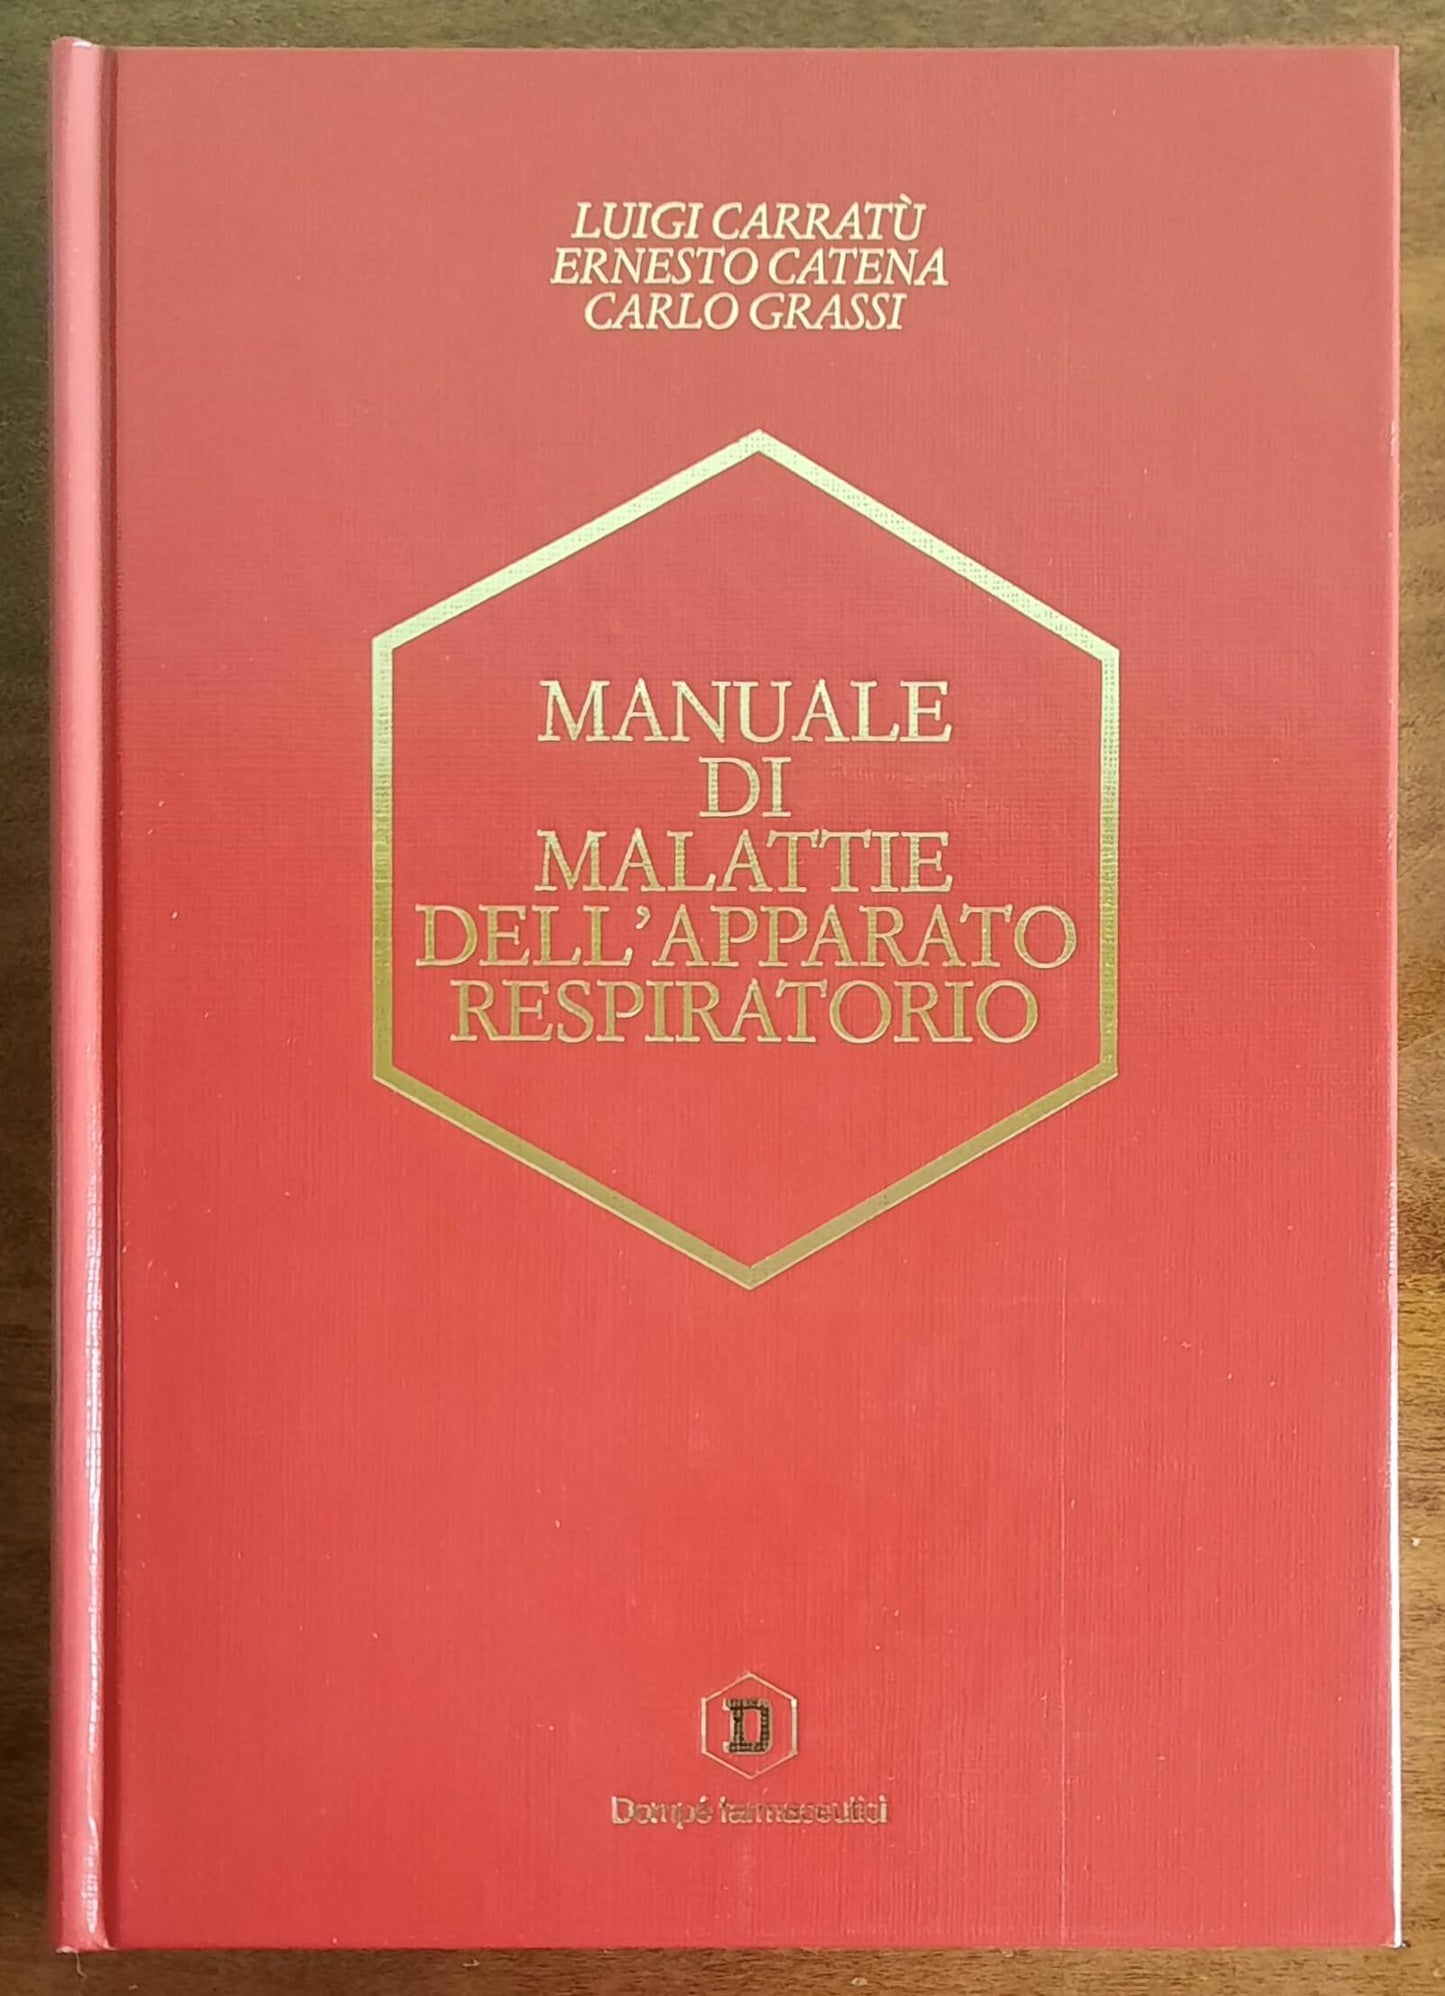 LUIGI CARRATÙ
ERNESTO CATENA
CARLO GRASSI
MANUALE
DI
MALATTIE
DELL'APPARATO
RESPIRATORIO
D
Dompé farmaceutici